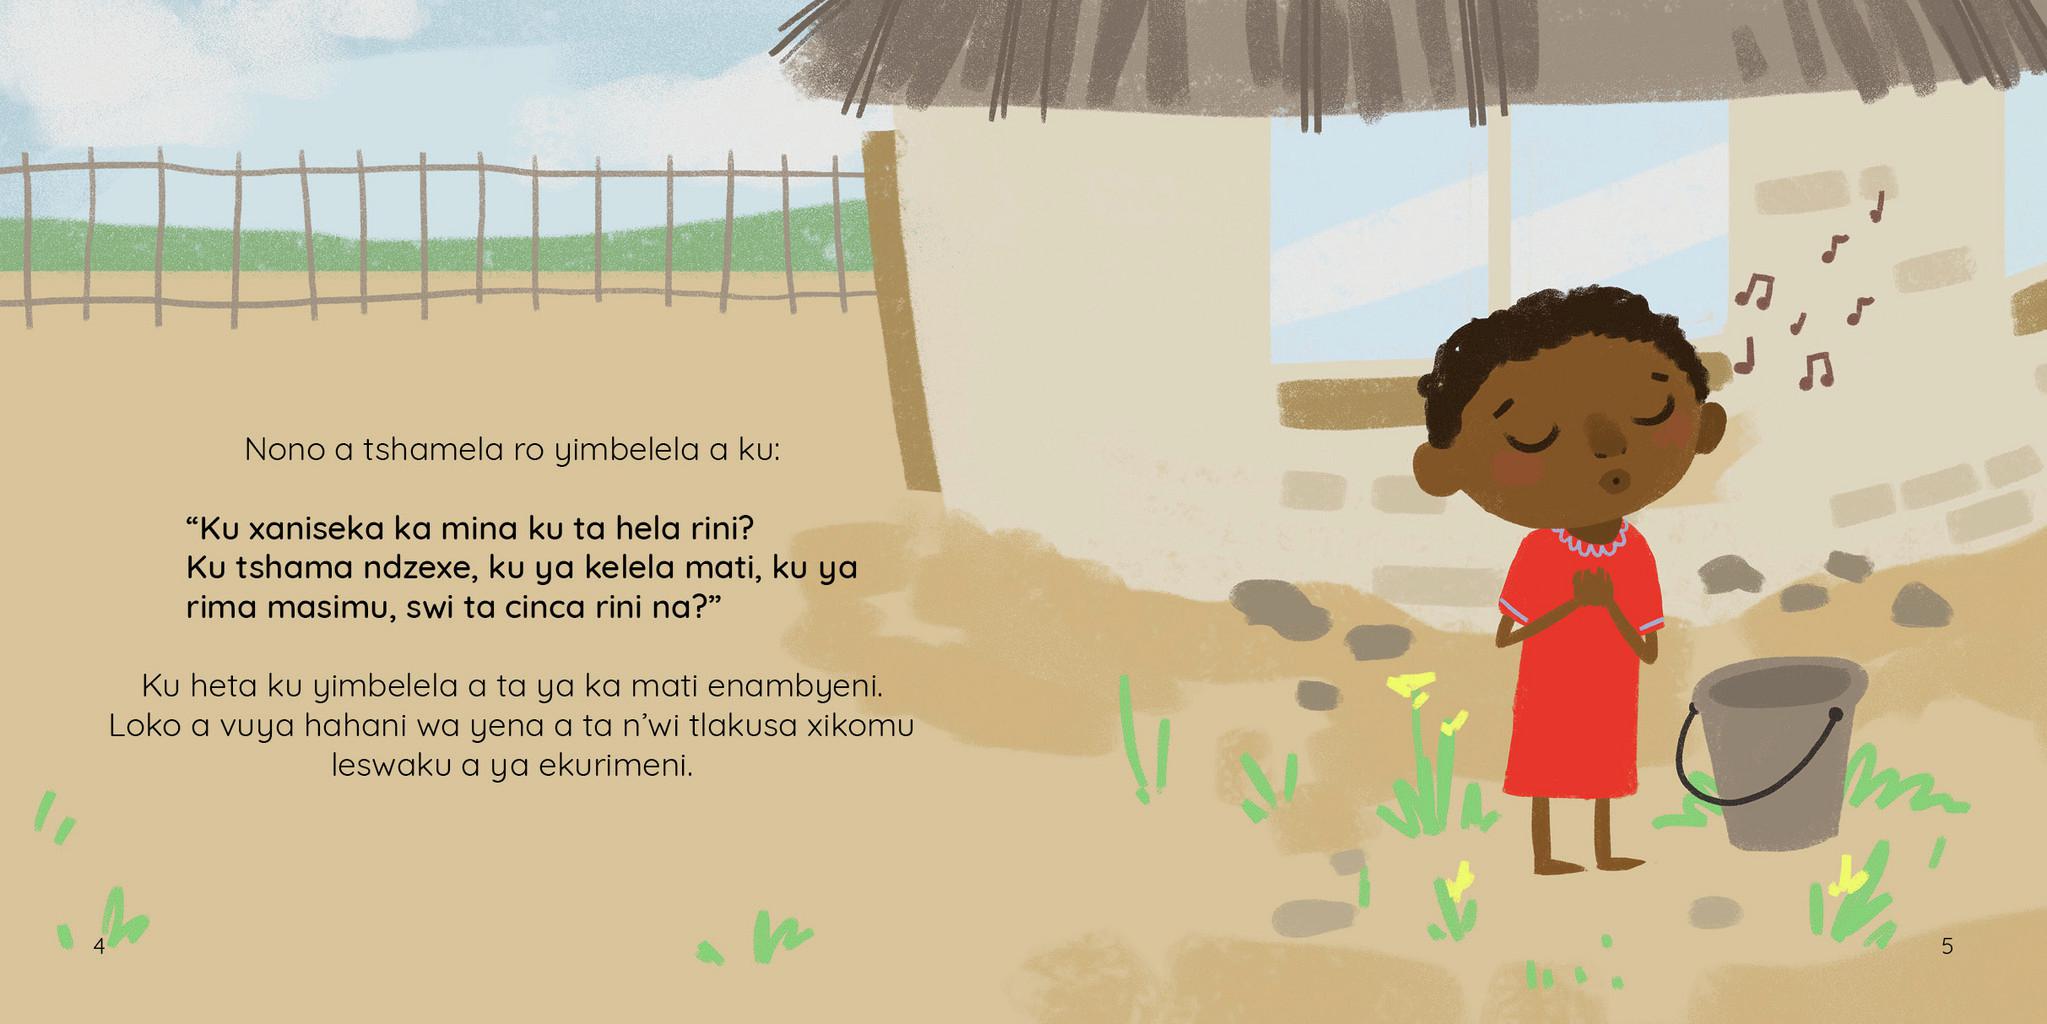 Nono a tshamela ro yimbelela a ku:
“Ku xaniseka ka mina ku ta hela rini?
Ku tshama ndzexe, ku ya kelela mati, ku ya
rima masimu, swi ta cinca rini na?”
Ku heta ku yimbelela a ta ya ka mati enambyeni.
Loko a vuya hahani wa yena a ta n’wi tlakusa xikomu
leswaku a ya ekurimeni.
4
5